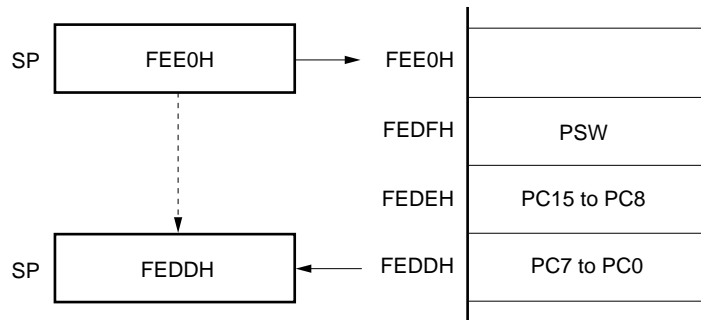 SP FEE0H FEE0H
FEDFH PSW
FEDEH PC15 to PC8
SP FEDDH FEDDH PC7 to PC0